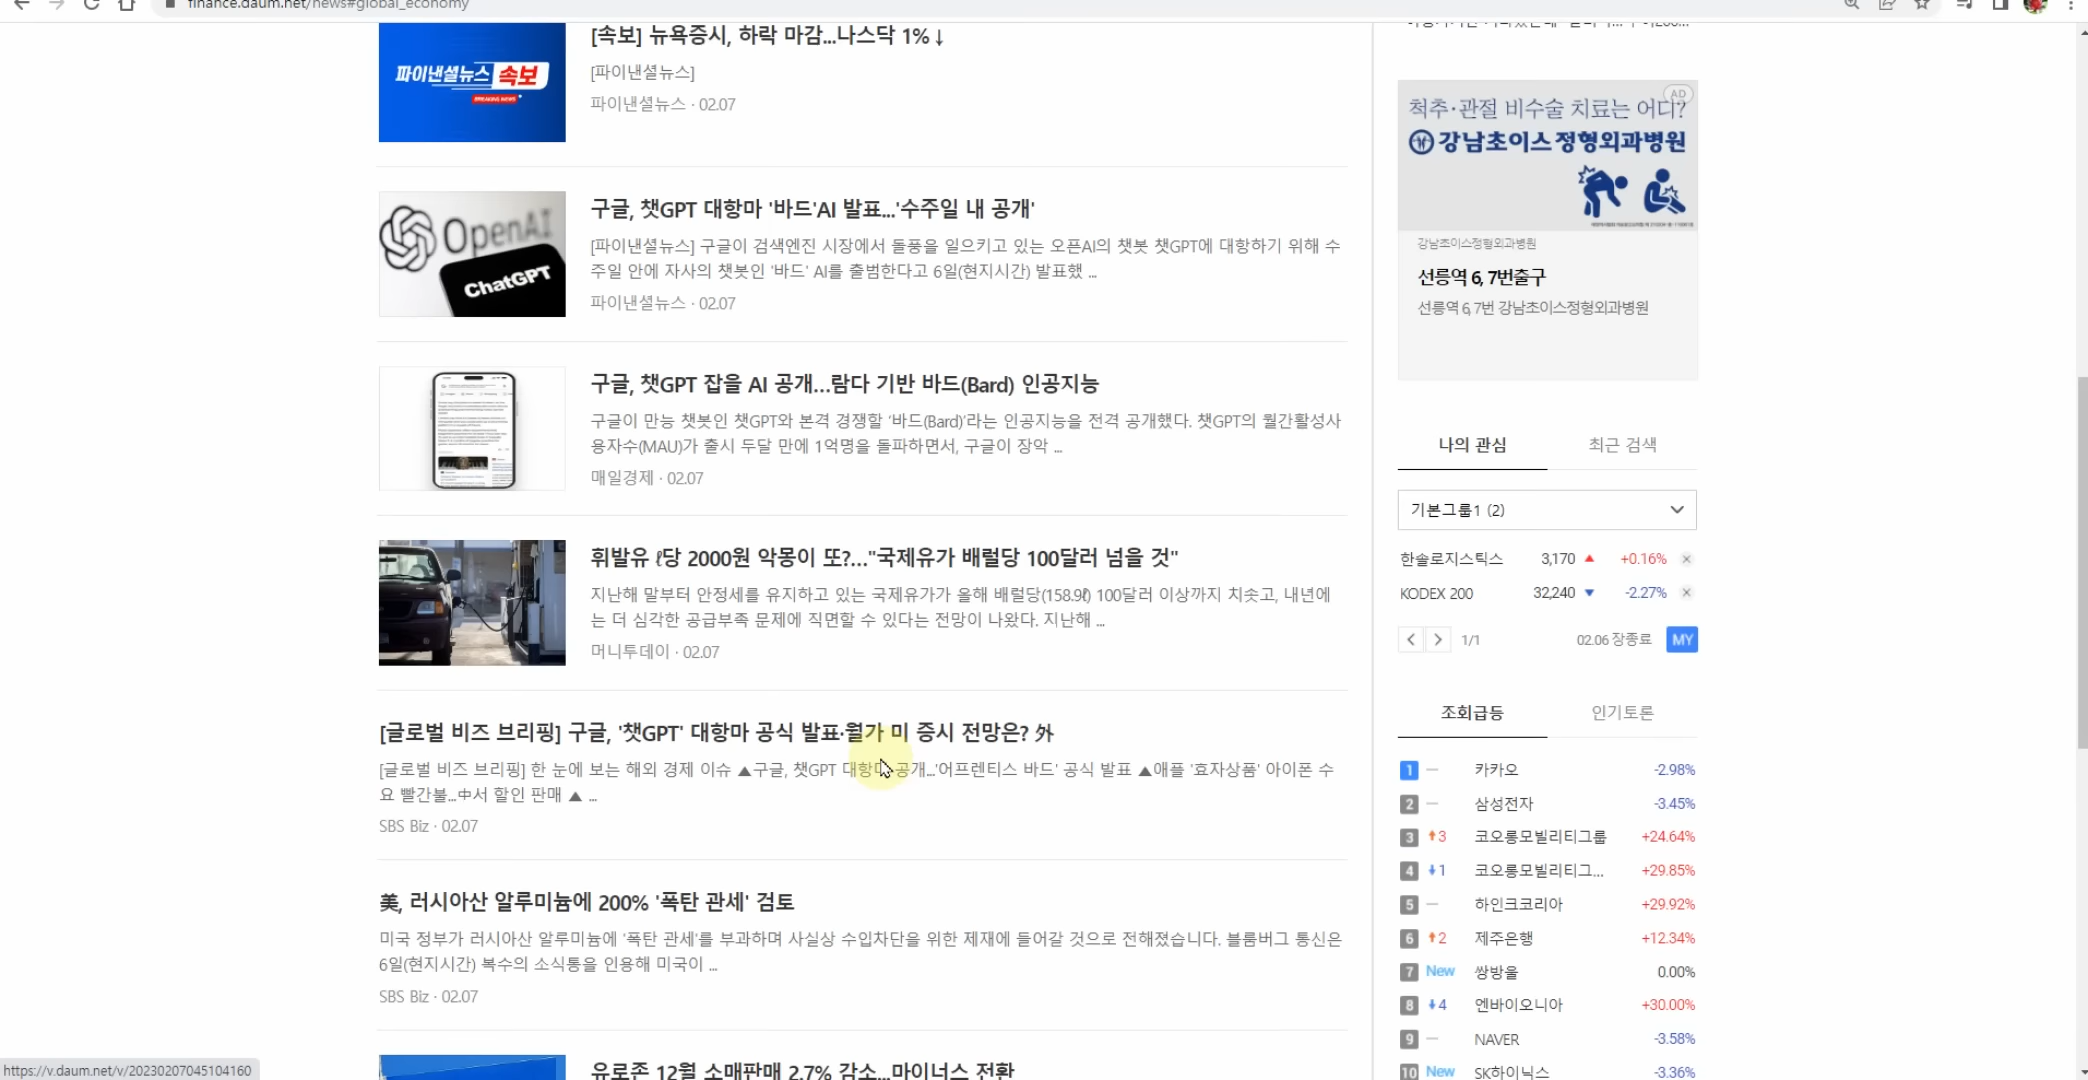 finance.daum.net/news#global_economy
[속보] 뉴욕증시, 하락 마감...나스닥 1%↓
[파이낸셜뉴스]
파이낸셜뉴스 · 02.07
파이낸셜뉴스 속보
BREAKING NEWS
구글, 챗GPT 대항마 '바드'AI 발표...'수주일 내 공개'
[파이낸셜뉴스] 구글이 검색엔진 시장에서 돌풍을 일으키고 있는 오픈AI의 챗봇 챗GPT에 대항하기 위해 수
주일 안에 자사의 챗봇인 '바드' AI를 출범한다고 6일(현지시간) 발표했 ...
파이낸셜뉴스 · 02.07
OpenAI
ChatGPT
구글, 챗GPT 잡을 AI 공개…람다 기반 바드(Bard) 인공지능
구글이 만능 챗봇인 챗GPT와 본격 경쟁할 ‘바드(Bard)’라는 인공지능을 전격 공개했다. 챗GPT의 월간활성사
용자수(MAU)가 출시 두달 만에 1억명을 돌파하면서, 구글이 장악 ...
매일경제 · 02.07
휘발유 ℓ당 2000원 악몽이 또?…"국제유가 배럴당 100달러 넘을 것"
지난해 말부터 안정세를 유지하고 있는 국제유가가 올해 배럴당(158.9ℓ) 100달러 이상까지 치솟고, 내년에
는 더 심각한 공급부족 문제에 직면할 수 있다는 전망이 나왔다. 지난해 ...
머니투데이 · 02.07
[글로벌 비즈 브리핑] 구글, '챗GPT' 대항마 공식 발표·월가 미 증시 전망은? 外
[글로벌 비즈 브리핑] 한 눈에 보는 해외 경제 이슈 ▲구글, 챗GPT 대항마 공개...'어프렌티스 바드' 공식 발표 ▲애플 '효자상품' 아이폰 수
요 빨간불...中서 할인 판매 ▲ ...
SBS Biz · 02.07
美, 러시아산 알루미늄에 200% '폭탄 관세' 검토
미국 정부가 러시아산 알루미늄에 '폭탄 관세'를 부과하며 사실상 수입차단을 위한 제재에 들어갈 것으로 전해졌습니다. 블룸버그 통신은
6일(현지시간) 복수의 소식통을 인용해 미국이 ...
SBS Biz · 02.07
유로존 12월 소매판매 2.7% 감소...마이너스 전환
https://v.daum.net/v/20230207045104160
AD
척추·관절 비수술 치료는 어디?
강남초이스정형외과병원
강남초이스정형외과병원
선릉역 6, 7번출구
선릉역 6, 7번 강남초이스정형외과병원
나의 관심 최근 검색
기본그룹1 (2)
한솔로지스틱스 3,170 ▲ +0.16% ×
KODEX 200 32,240 ▼ -2.27% ×
< > 1/1 02.06 장종료 MY
조회급등 인기토론
1 – 카카오 -2.98%
2 – 삼성전자 -3.45%
3 ↑3 코오롱모빌리티그룹 +24.64%
4 ↓1 코오롱모빌리티그... +29.85%
5 – 하인크코리아 +29.92%
6 ↑2 제주은행 +12.34%
7 New 쌍방울 0.00%
8 ↓4 엔바이오니아 +30.00%
9 – NAVER -3.58%
10 New SK하이닉스 -3.36%